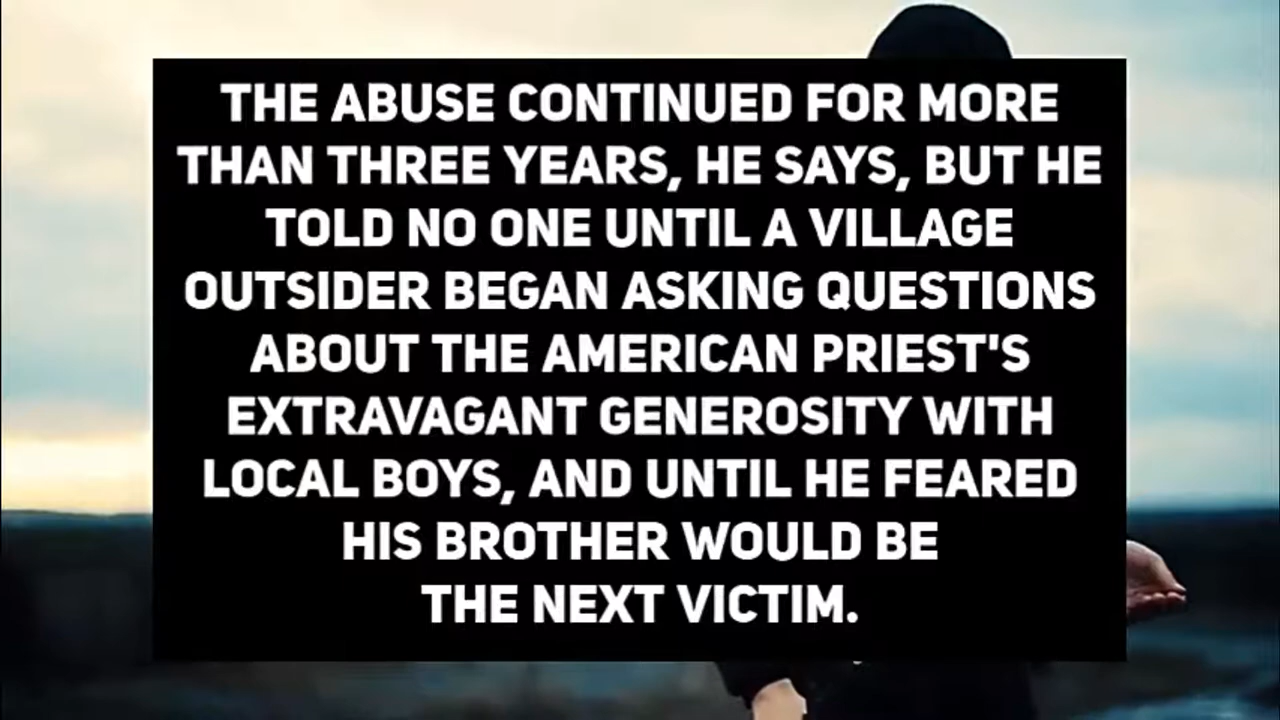 THE ABUSE CONTINUED FOR MORE
THAN THREE YEARS, HE SAYS, BUT HE
TOLD NO ONE UNTIL A VILLAGE
OUTSIDER BEGAN ASKING QUESTIONS
ABOUT THE AMERICAN PRIEST'S
EXTRAVAGANT GENEROSITY WITH
LOCAL BOYS, AND UNTIL HE FEARED
HIS BROTHER WOULD BE
THE NEXT VICTIM.